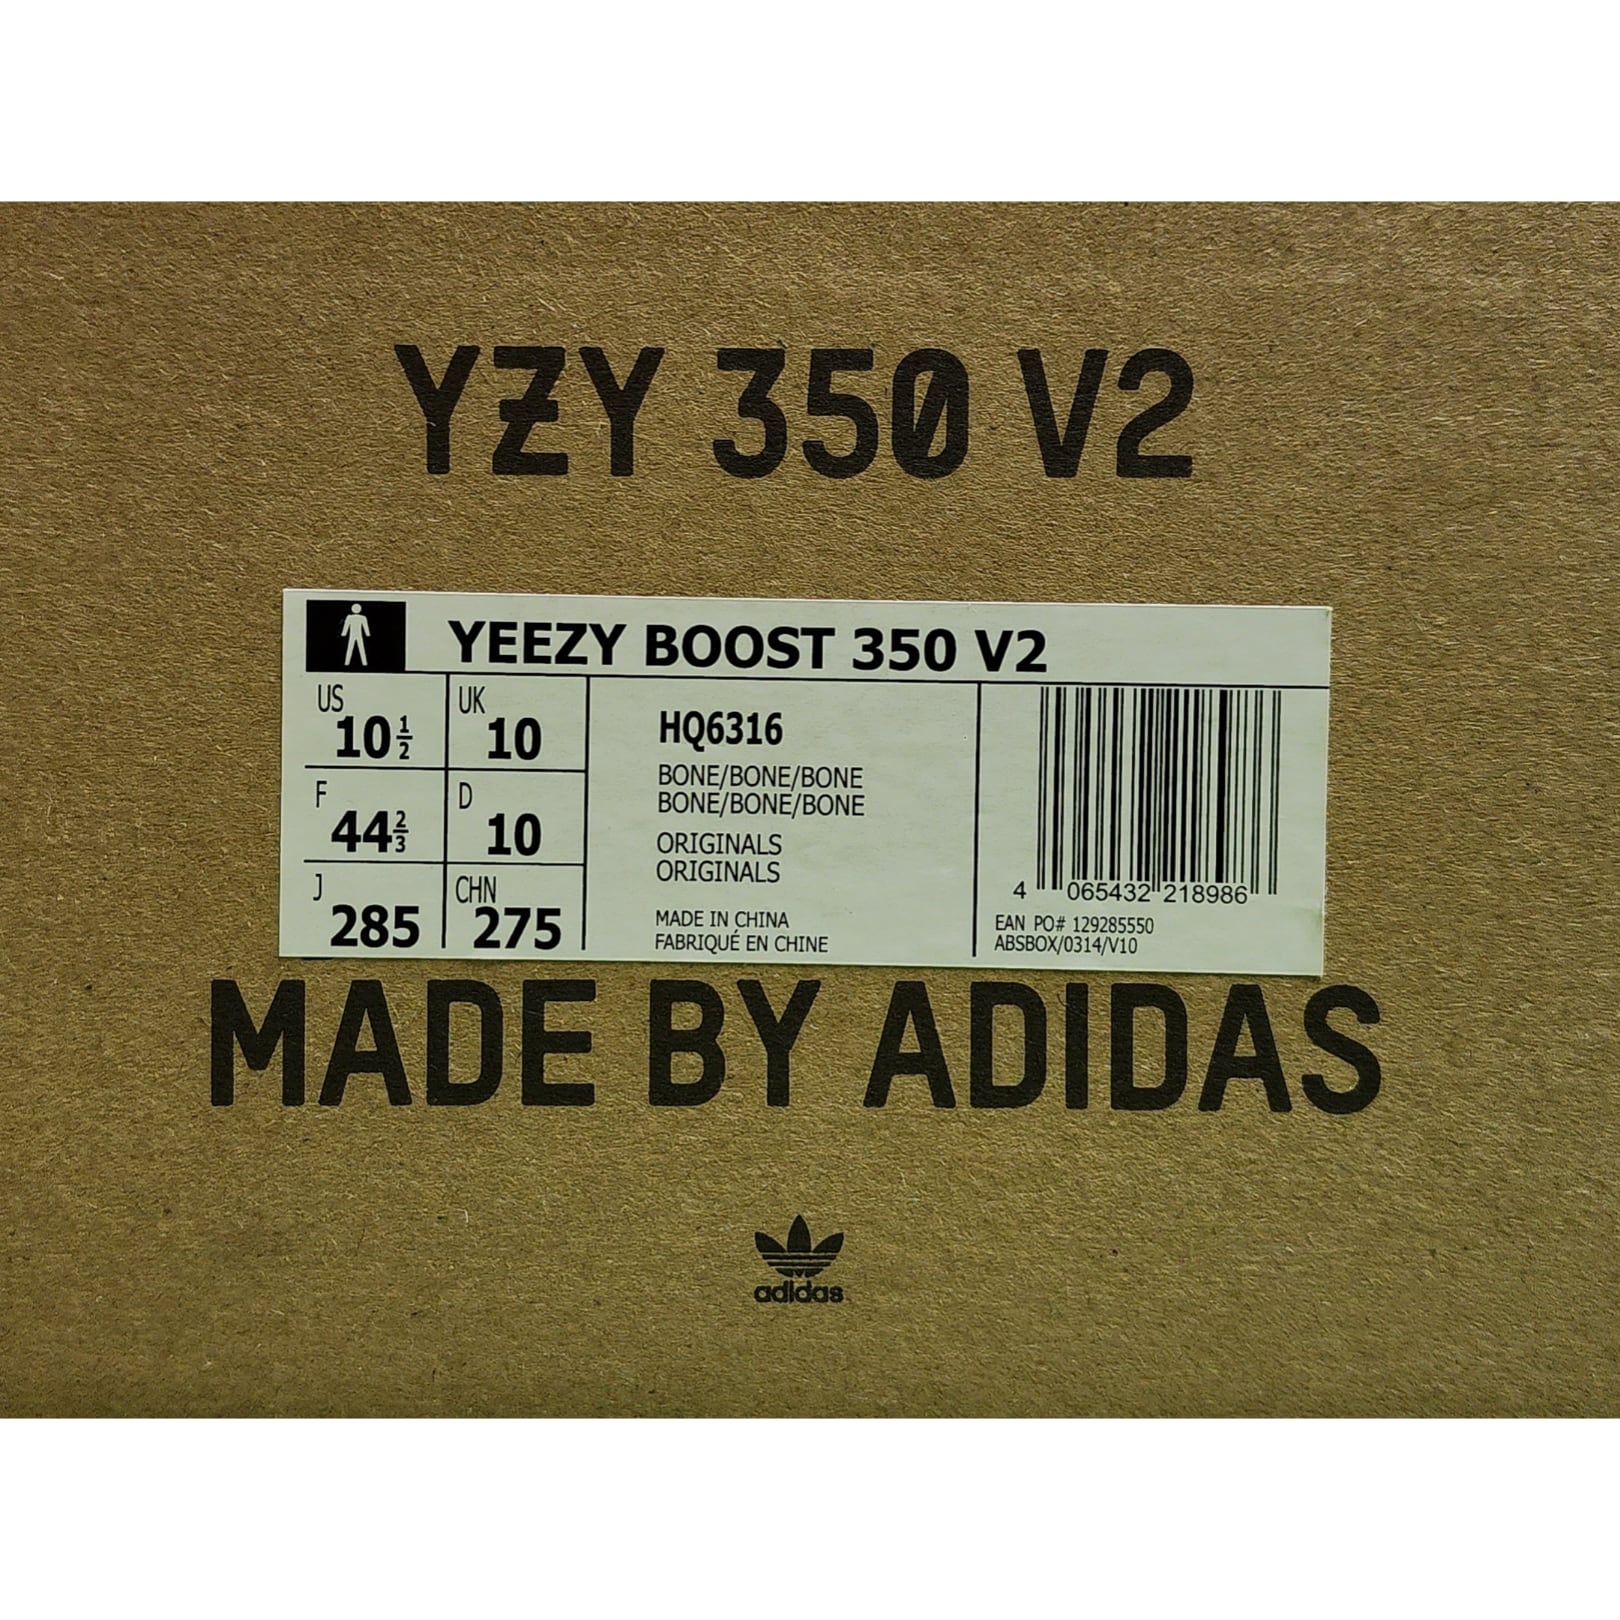 YZY 350 V2
YEEZY BOOST 350 V2
US
10 1/2
UK
10
F
44 2/3
D
10
J
285
CHN
275
HQ6316
BONE/BONE/BONE
BONE/BONE/BONE
ORIGINALS
ORIGINALS
MADE IN CHINA
FABRIQUÉ EN CHINE
4 065432 218986
EAN PO# 129285550
ABSBOX/0314/V10
MADE BY ADIDAS
adidas